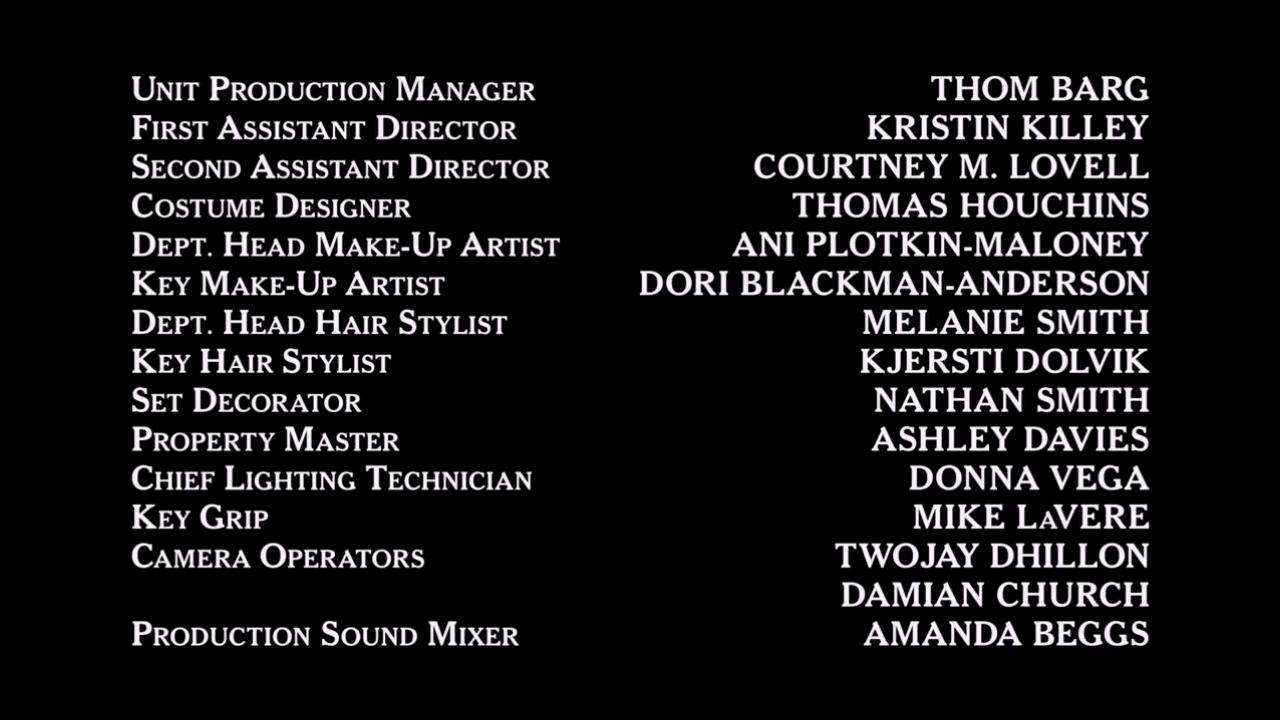 Unit Production Manager THOM BARG
First Assistant Director KRISTIN KILLEY
Second Assistant Director COURTNEY M. LOVELL
Costume Designer THOMAS HOUCHINS
Dept. Head Make-Up Artist ANI PLOTKIN-MALONEY
Key Make-Up Artist DORI BLACKMAN-ANDERSON
Dept. Head Hair Stylist MELANIE SMITH
Key Hair Stylist KJERSTI DOLVIK
Set Decorator NATHAN SMITH
Property Master ASHLEY DAVIES
Chief Lighting Technician DONNA VEGA
Key Grip MIKE LaVERE
Camera Operators TWOJAY DHILLON
DAMIAN CHURCH
Production Sound Mixer AMANDA BEGGS